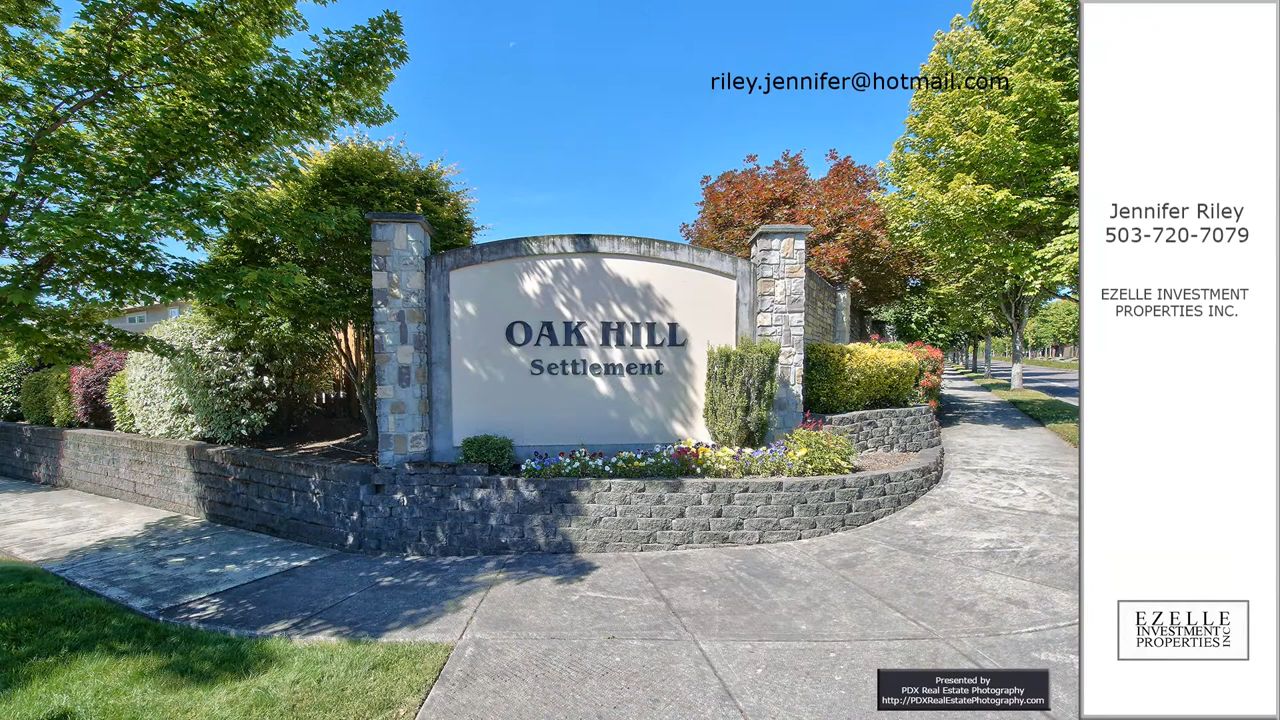 riley.jennifer@hotmail.com
OAK HILL
Settlement
Jennifer Riley
503-720-7079
EZELLE INVESTMENT
PROPERTIES INC.
EZELLE
INVESTMENT
PROPERTIES
INC
Presented by
PDX Real Estate Photography
http://PDXRealEstatePhotography.com